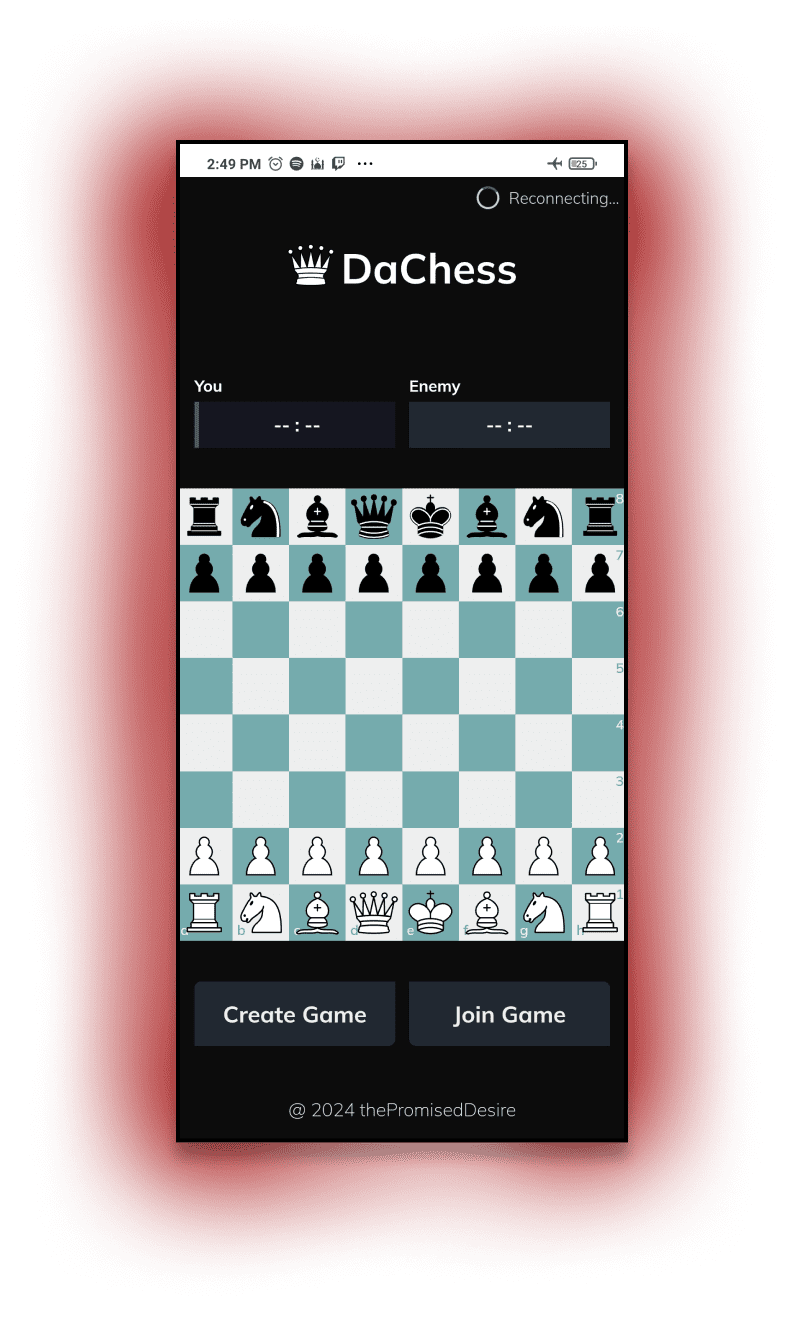 2:49 PM 25
Reconnecting...
DaChess
You Enemy
-- : -- -- : --
8
7
6
5
4
3
2
1
a b d e f g h
Create Game Join Game
@ 2024 thePromisedDesire